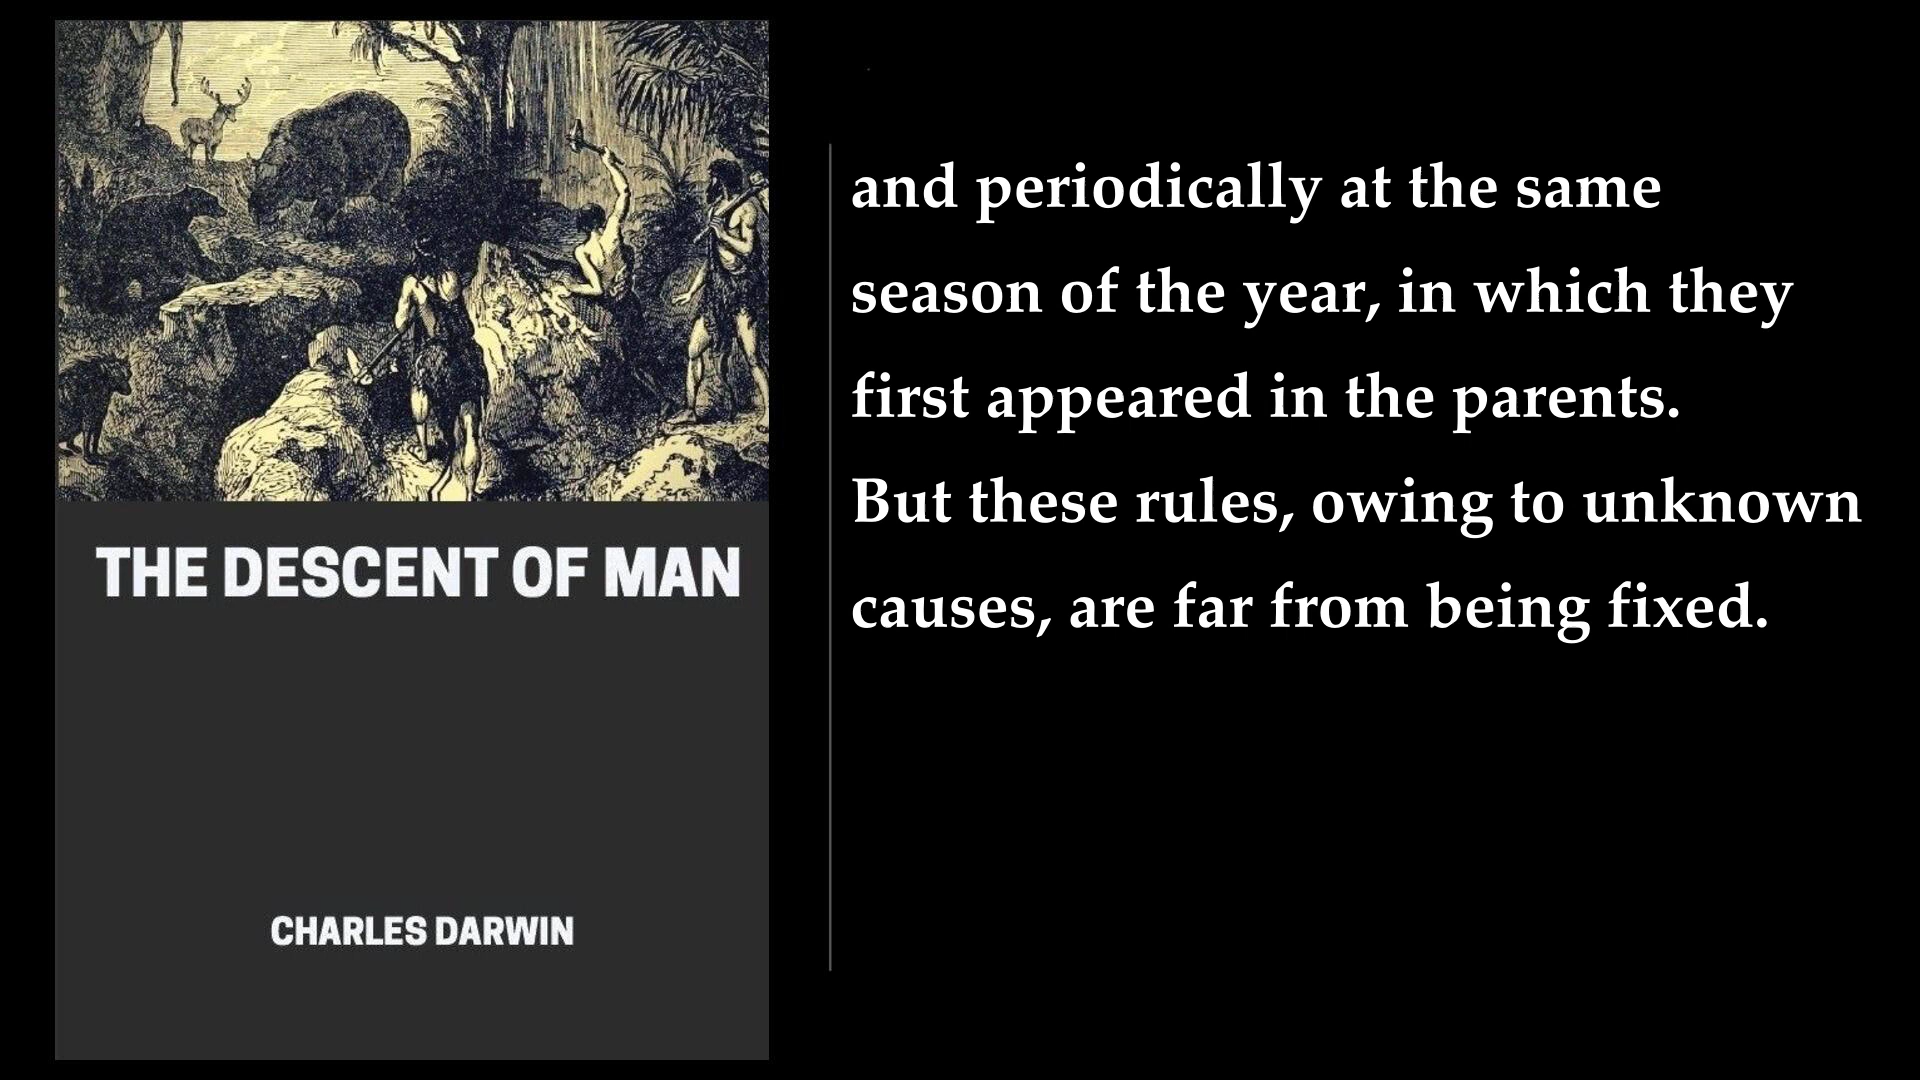 THE DESCENT OF MAN
CHARLES DARWIN
and periodically at the same
season of the year, in which they
first appeared in the parents.
But these rules, owing to unknown
causes, are far from being fixed.